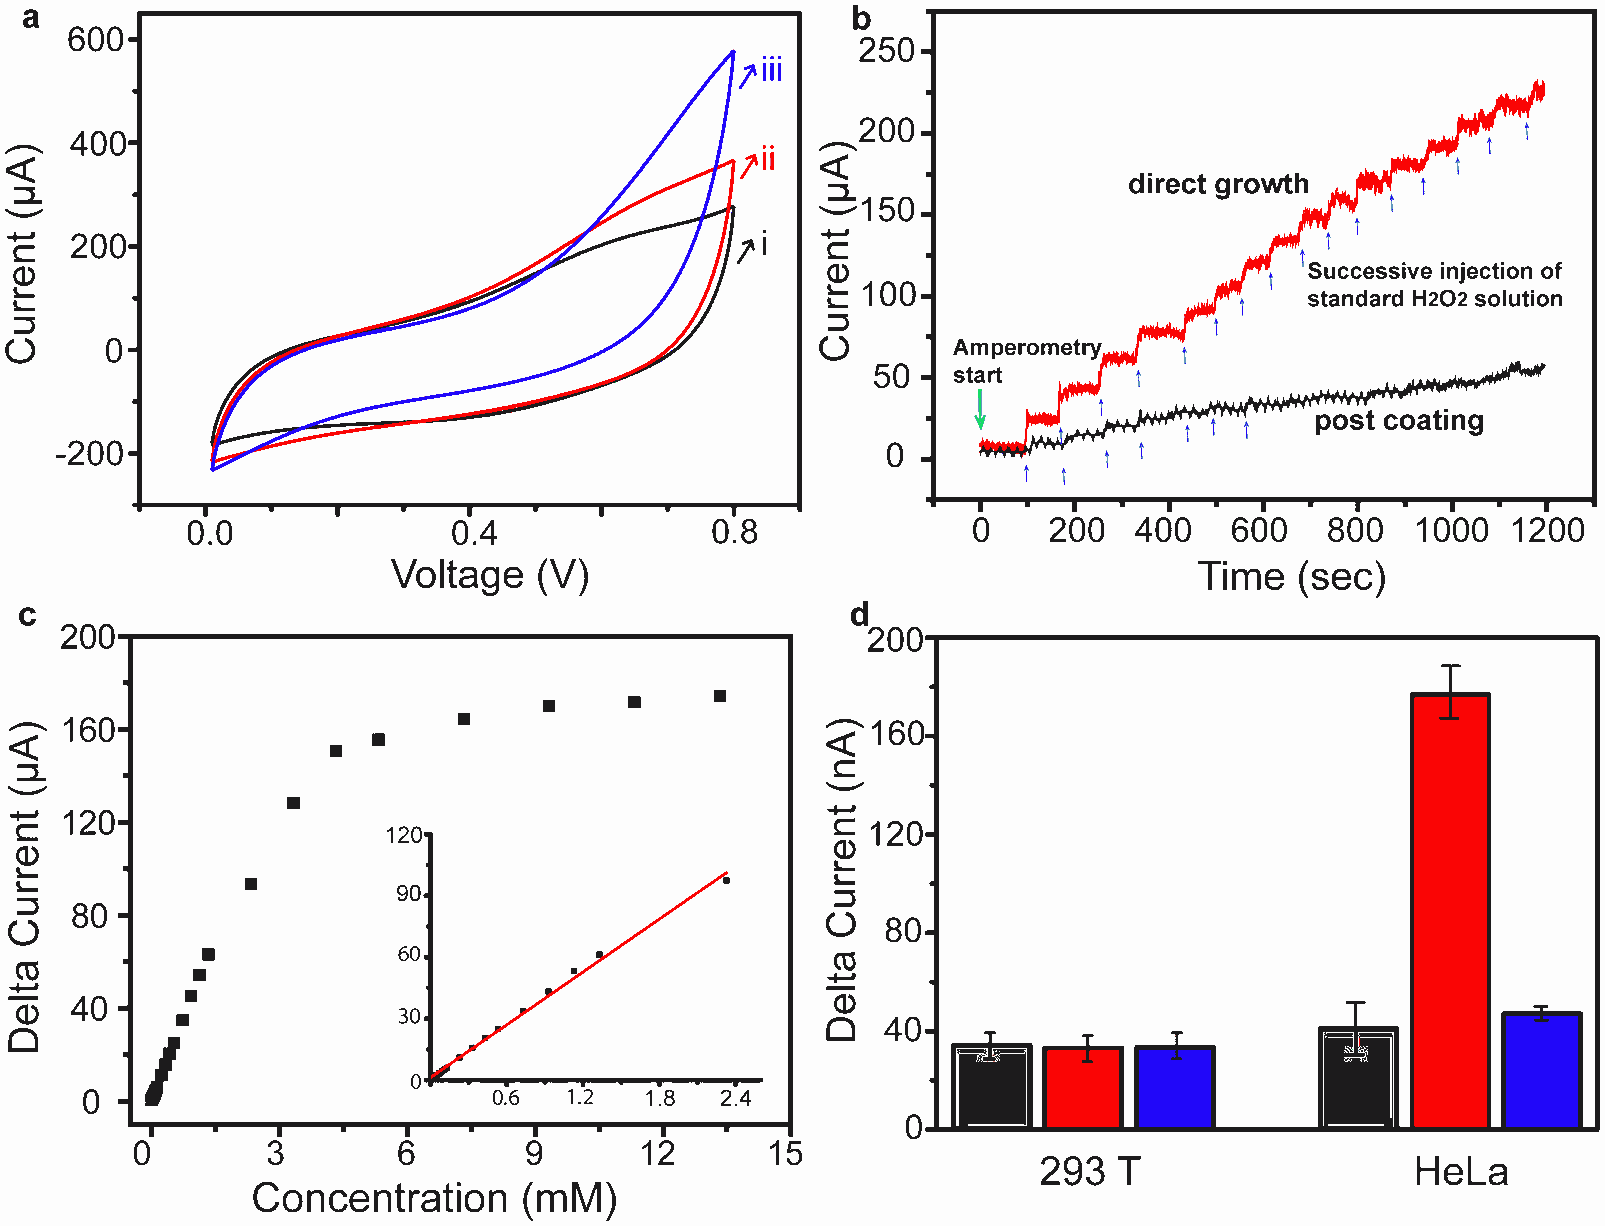 a
600
400
200
0
-200
Current (µA)
iii
ii
i
0.0
0.4
0.8
Voltage (V)
b
250
200
150
100
50
0
Current (µA)
direct growth
Successive injection of
standard H2O2 solution
Amperometry
start
post coating
0
200
400
600
800
1000
1200
Time (sec)
c
200
160
120
80
40
0
Delta Current (µA)
120
90
60
30
0
0.6
1.2
1.8
2.4
0
3
6
9
12
15
Concentration (mM)
d
200
160
120
80
40
0
Delta Current (nA)
293 T
HeLa